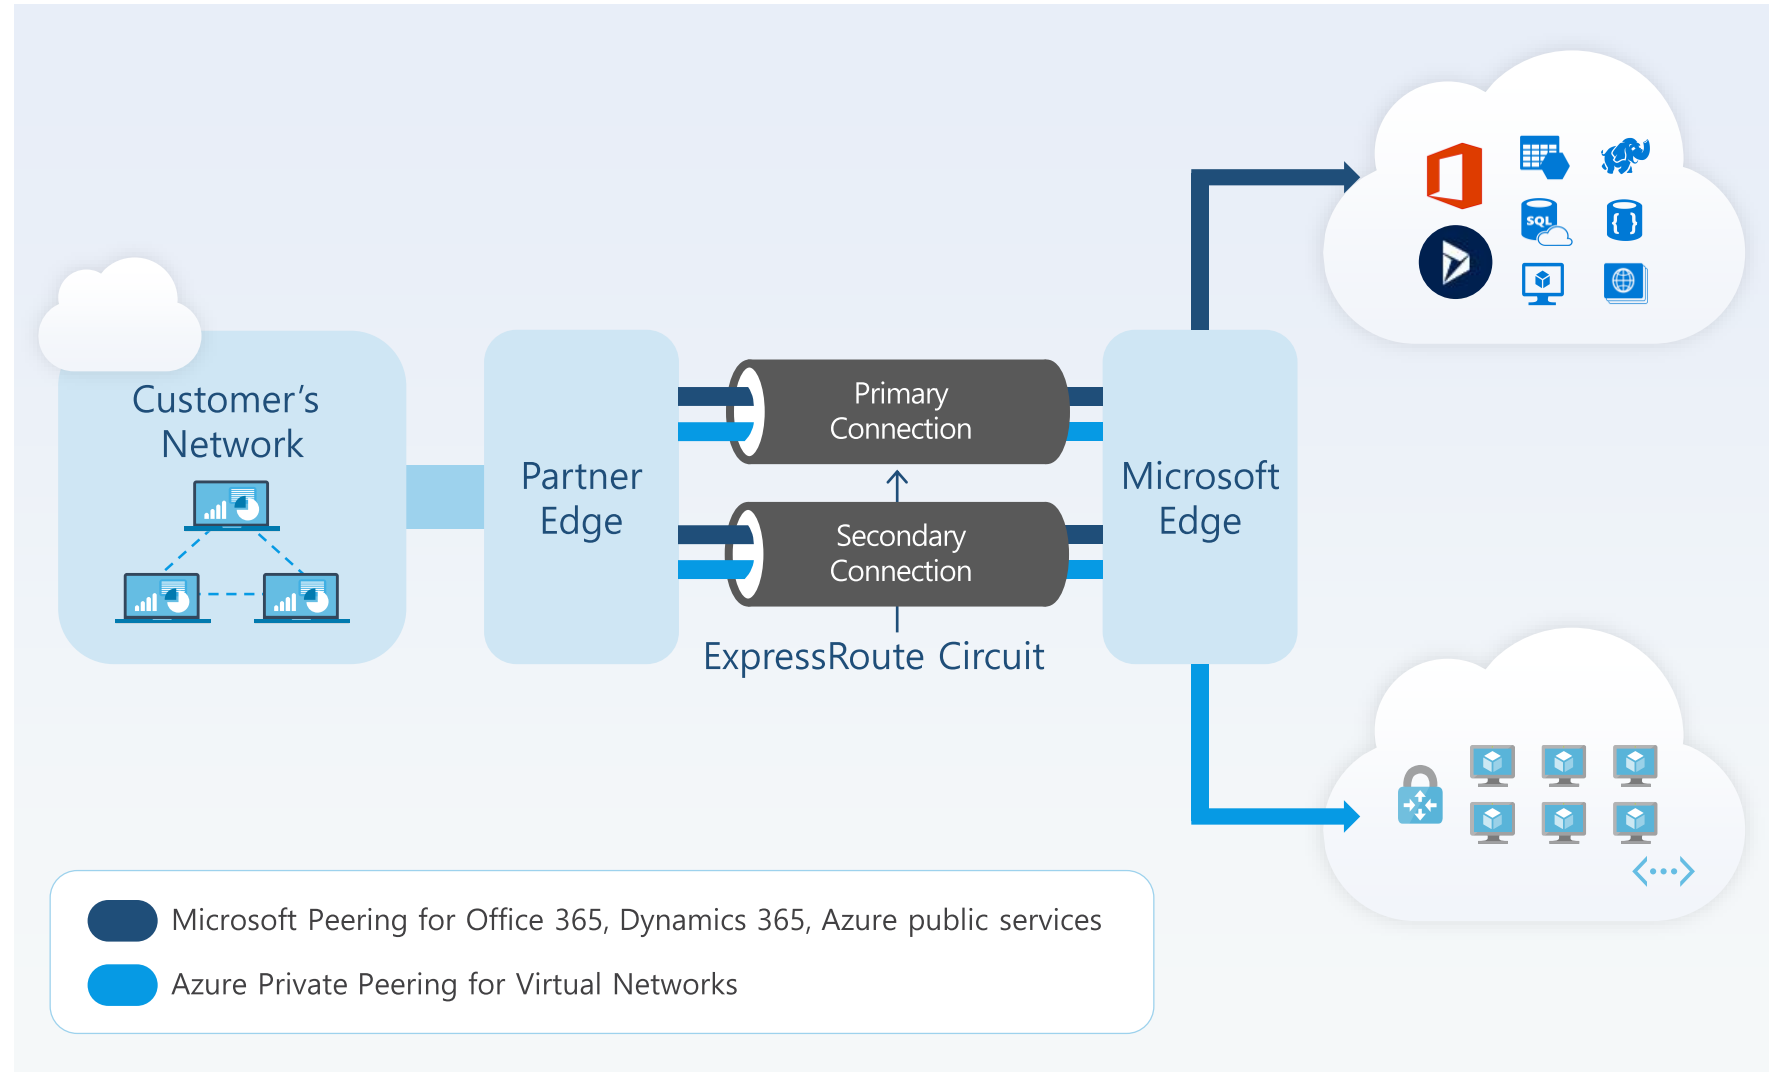 Customer’s
Network
Partner
Edge
Primary
Connection
Secondary
Connection
ExpressRoute Circuit
Microsoft
Edge
SQL
Microsoft Peering for Office 365, Dynamics 365, Azure public services
Azure Private Peering for Virtual Networks